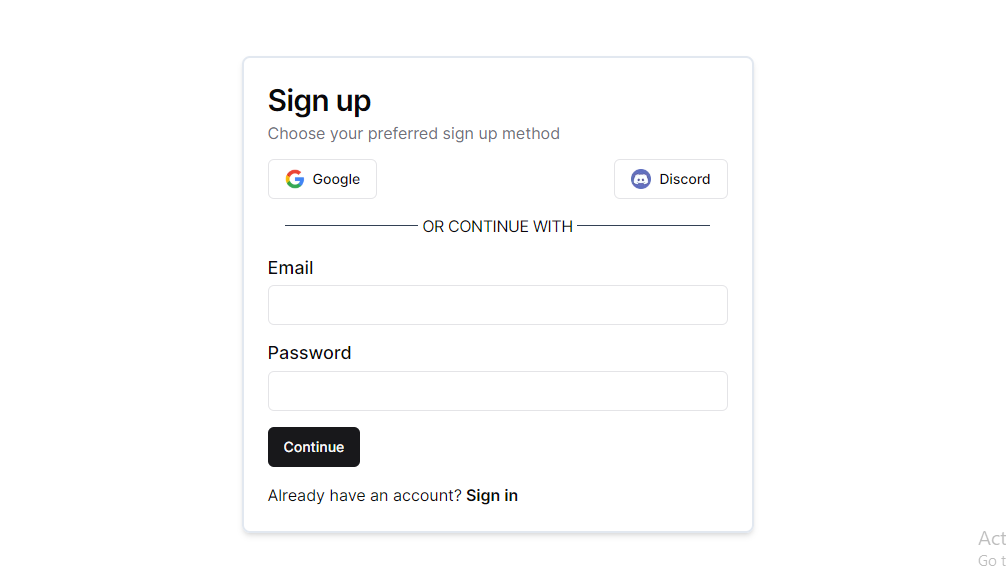 Sign up
Choose your preferred sign up method
Google Discord
OR CONTINUE WITH
Email
Password
Continue
Already have an account? Sign in
Act
Go t